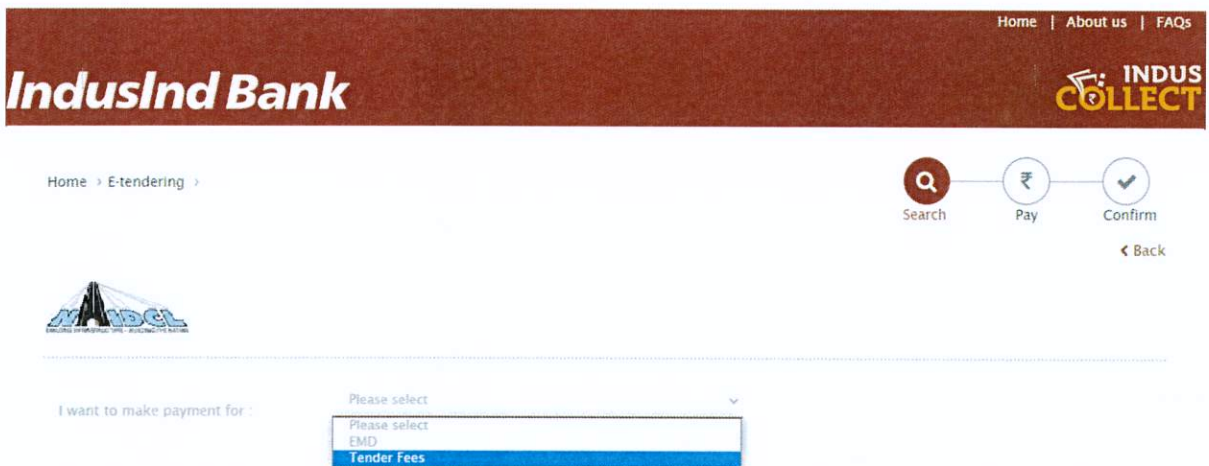 Home | About us | FAQs
IndusInd Bank
INDUS COLLECT
Home > E-tendering >
Search
Pay
Confirm
< Back
I want to make payment for :
Please select
Please select
EMD
Tender Fees